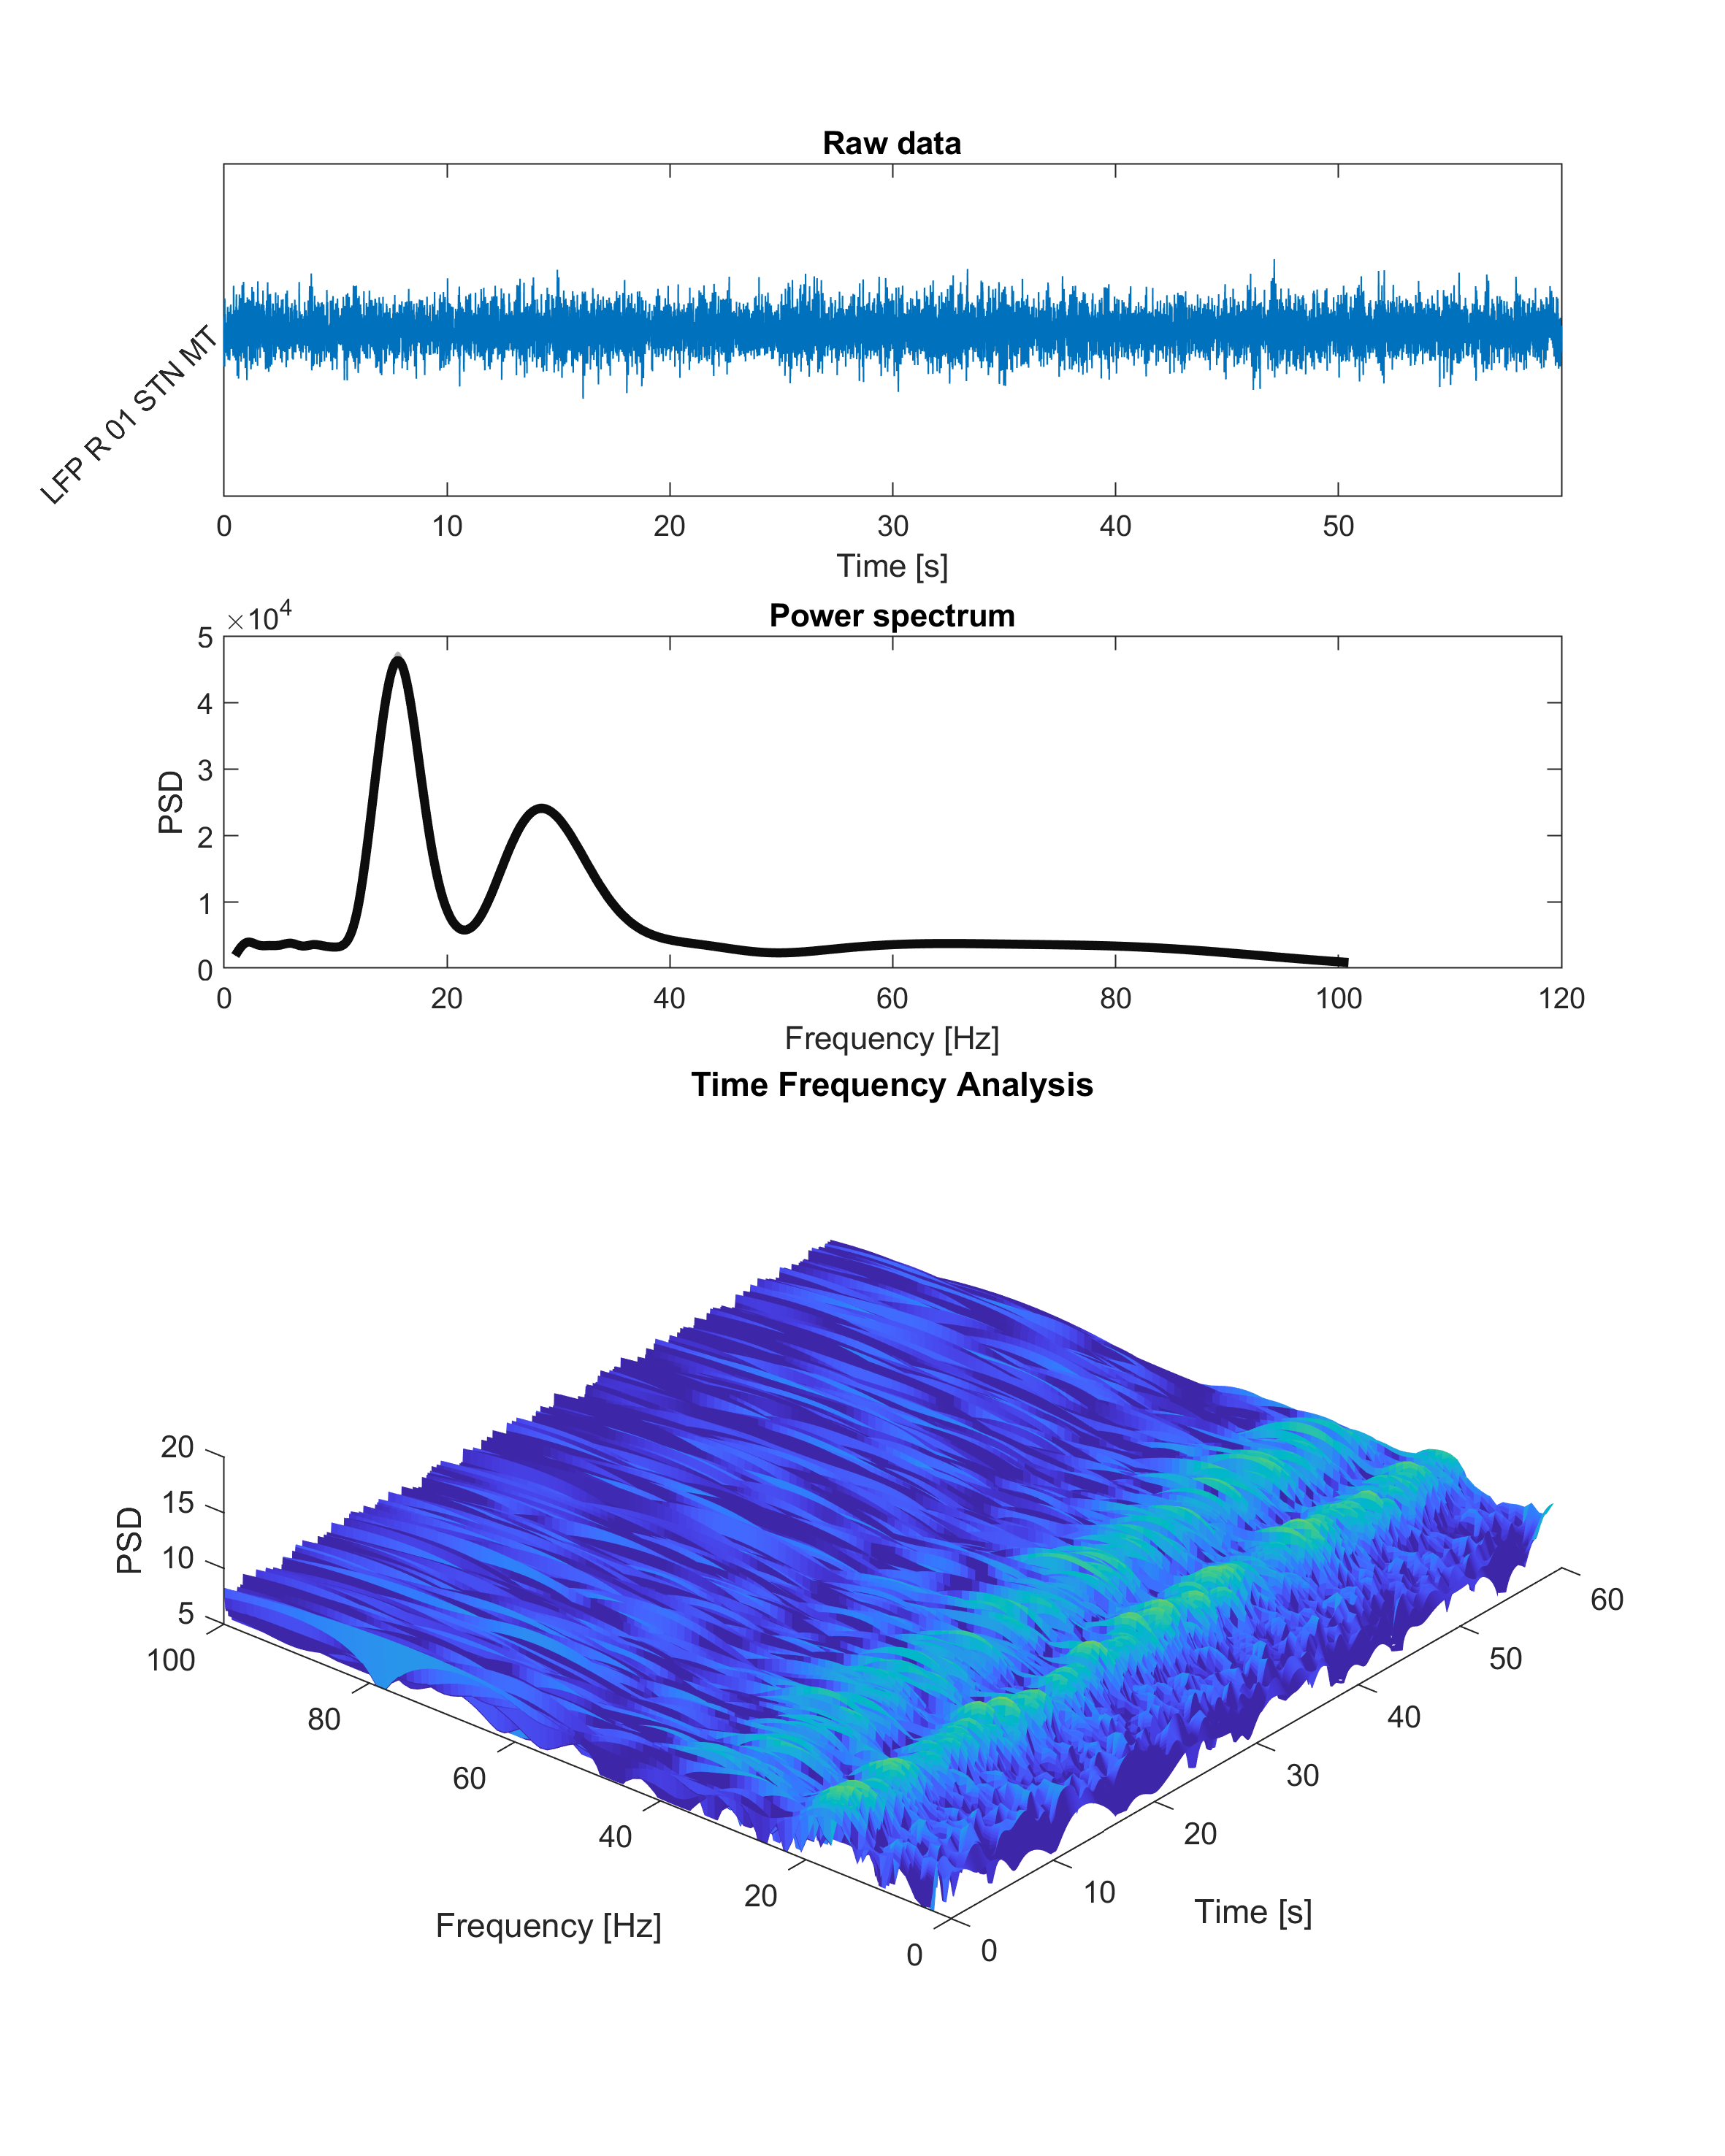 Raw data
LFP R 01 STN MT
0 10 20 30 40 50
Time [s]
×10⁴
Power spectrum
5
4
3
2
1
0
PSD
0 20 40 60 80 100 120
Frequency [Hz]
Time Frequency Analysis
20
15
10
5
PSD
100
80
60
40
20
0
Frequency [Hz]
0
10
20
30
40
50
60
Time [s]